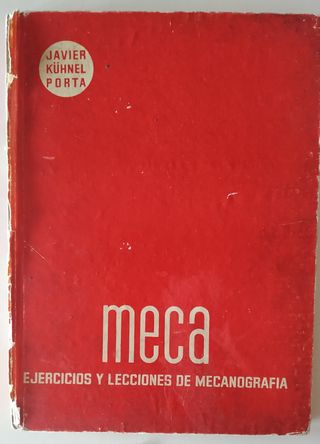 JAVIER
KÜHNEL
PORTA
meca
EJERCICIOS Y LECCIONES DE MECANOGRAFIA